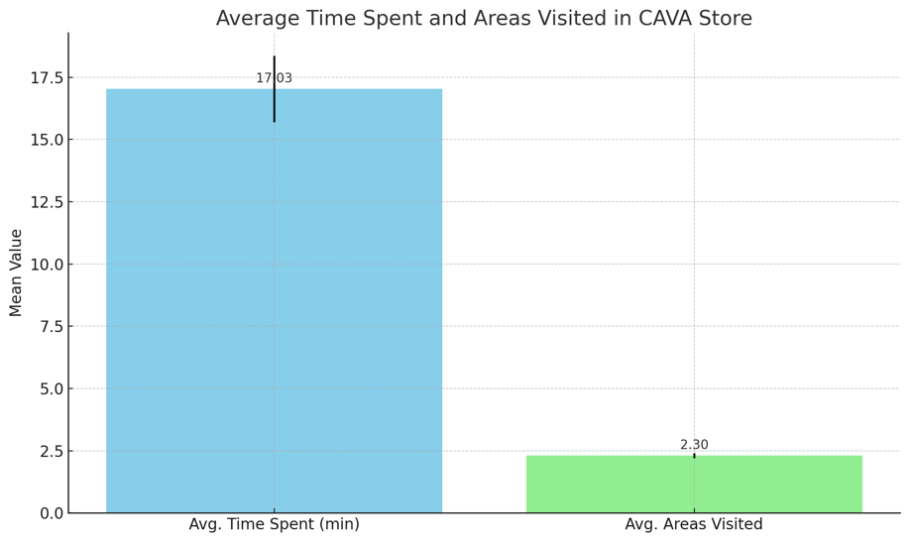 Average Time Spent and Areas Visited in CAVA Store
Mean Value
17.5
15.0
12.5
10.0
7.5
5.0
2.5
0.0
17.03
2.30
Avg. Time Spent (min)
Avg. Areas Visited